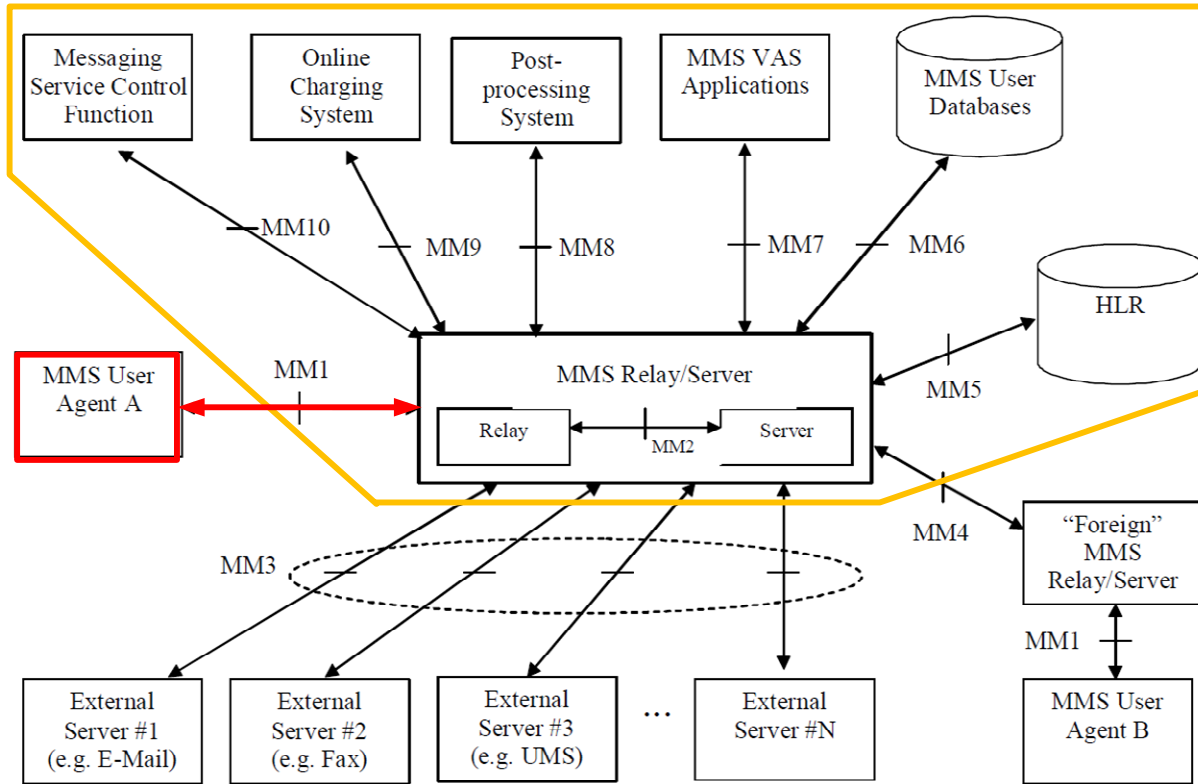 Messaging
Service Control
Function
Online
Charging
System
Post-
processing
System
MMS VAS
Applications
MMS User
Databases
MM10
MM9
MM8
MM7
MM6
HLR
MMS User
Agent A
MM1
MMS Relay/Server
MM5
Relay
MM2
Server
MM4
“Foreign”
MMS
Relay/Server
MM3
MM1
External
Server #1
(e.g. E-Mail)
External
Server #2
(e.g. Fax)
External
Server #3
(e.g. UMS)
...
External
Server #N
MMS User
Agent B